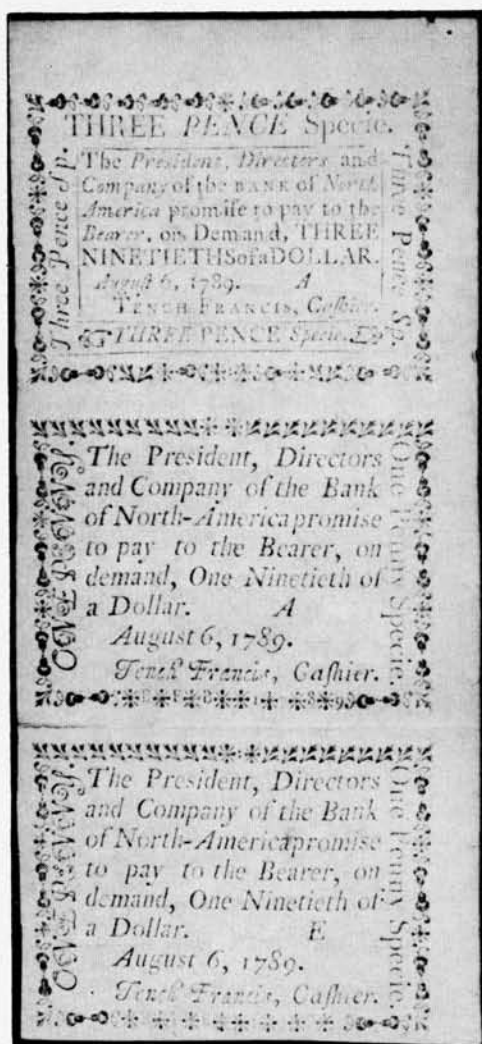 THREE PENCE Specie.
Three Pence Sp.
The President, Directors and
Company of the BANK of North
America promiſe to pay to the
Bearer, on Demand, THREE
NINETIETHS of a DOLLAR.
August 6, 1789. A
TENCH FRANCIS, Caſhier.
THREE PENCE Specie.
Three Pence Sp.
ONE PENNY.
The President, Directors
and Company of the Bank
of North-America promise
to pay to the Bearer, on
demand, One Ninetieth of
a Dollar. A
August 6, 1789.
Tench Francis, Caſhier.
One Penny Specie.
ONE PENNY.
The President, Directors
and Company of the Bank
of North-America promise
to pay to the Bearer, on
demand, One Ninetieth of
a Dollar. E
August 6, 1789.
Tench Francis, Caſhier.
One Penny Specie.